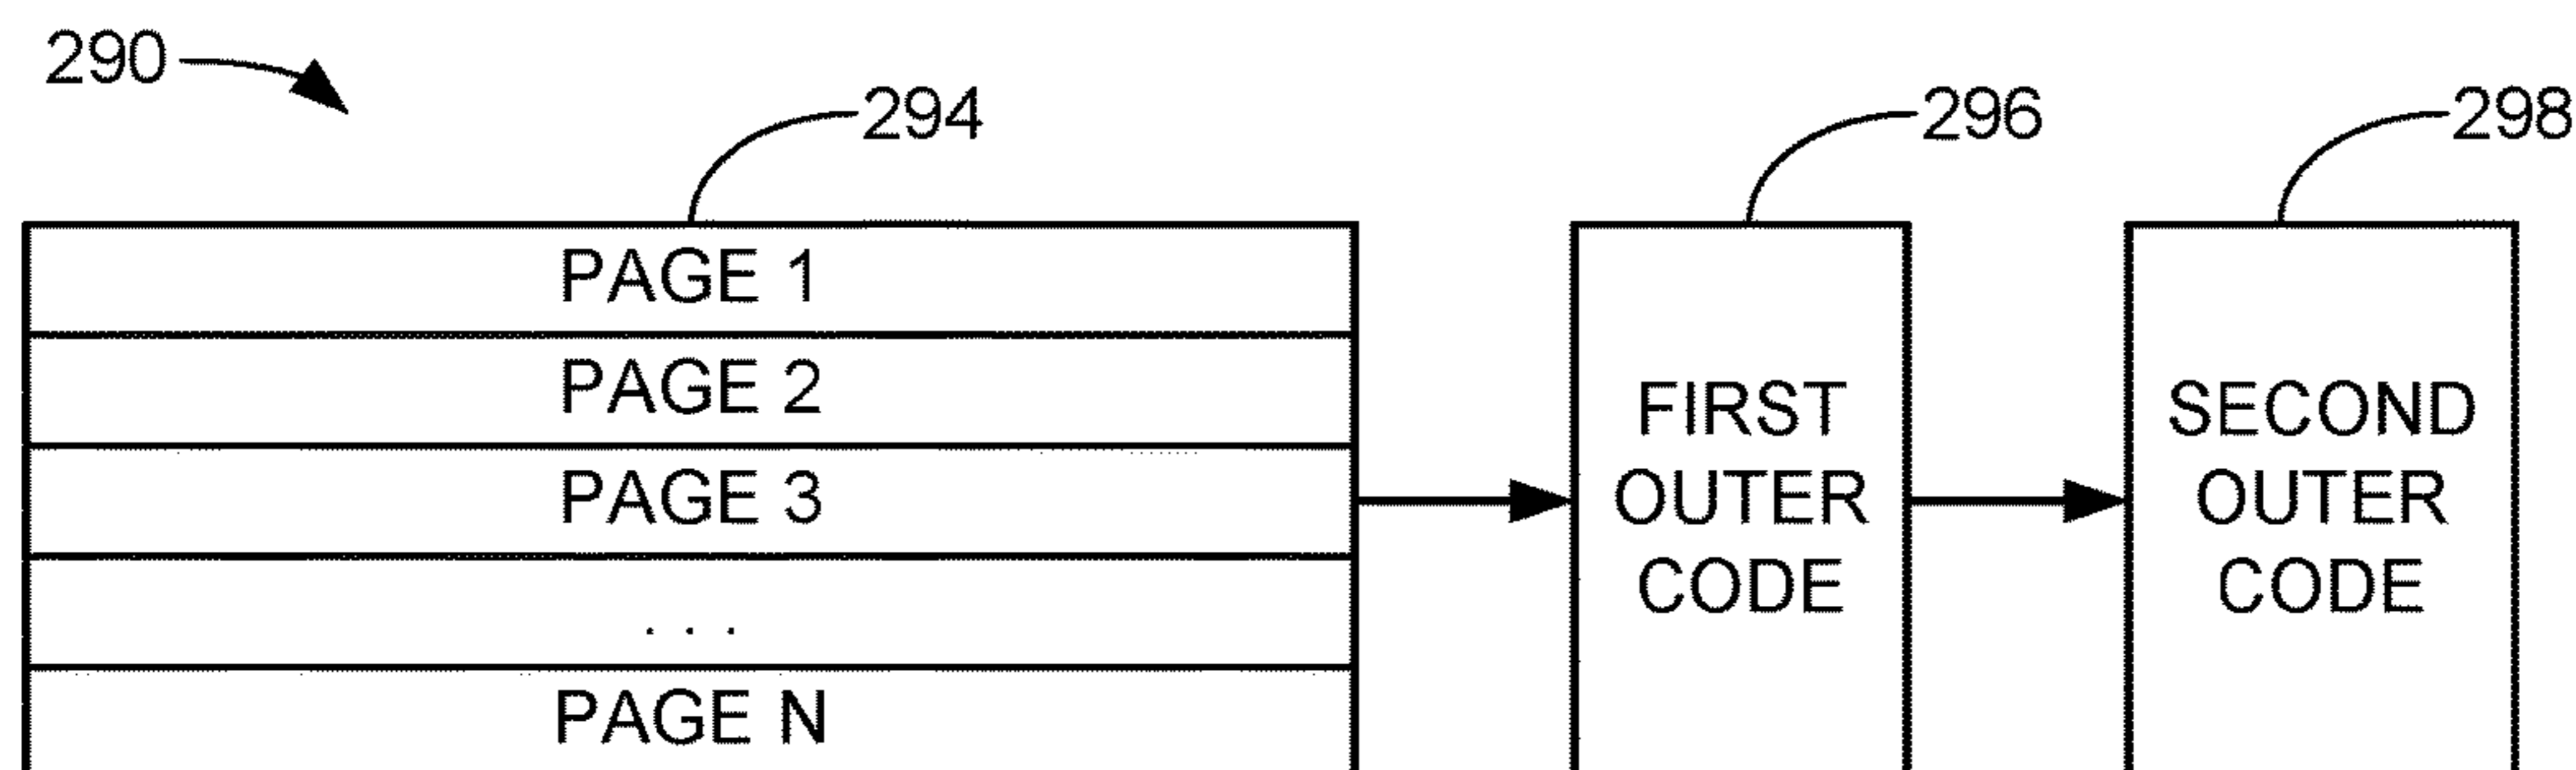 290
294
296
298
PAGE 1
PAGE 2
PAGE 3
. . .
PAGE N
FIRST
OUTER
CODE
SECOND
OUTER
CODE